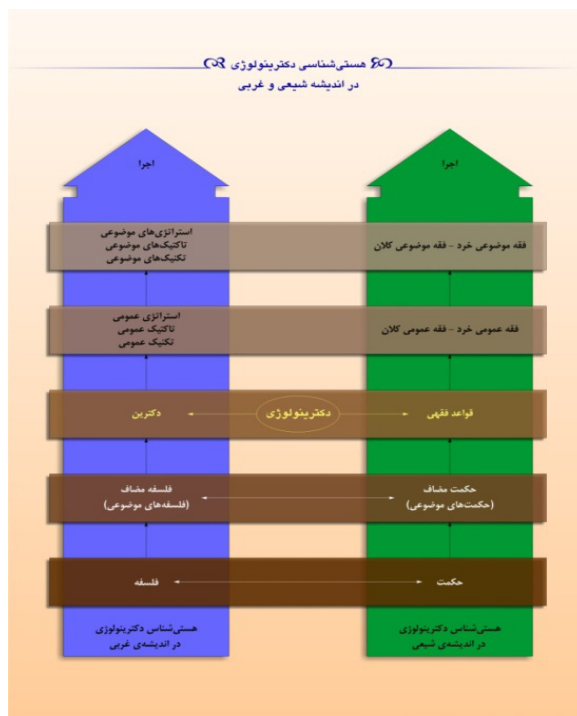 هستی‌شناسی دکترینولوژی
در اندیشه شیعی و غربی
اجرا
اجرا
فقه موضوعی خرد - فقه موضوعی کلان
استراتژی‌های موضوعی
تاکتیک‌های موضوعی
تکنیک‌های موضوعی
فقه عمومی خرد - فقه عمومی کلان
استراتژی عمومی
تاکتیک عمومی
تکنیک عمومی
قواعد فقهی
دکترینولوژی
دکترین
حکمت مضاف
(حکمت‌های موضوعی)
فلسفه مضاف
(فلسفه‌های موضوعی)
حکمت
فلسفه
هستی‌شناس دکترینولوژی
در اندیشه‌ی شیعی
هستی‌شناس دکترینولوژی
در اندیشه‌ی غربی